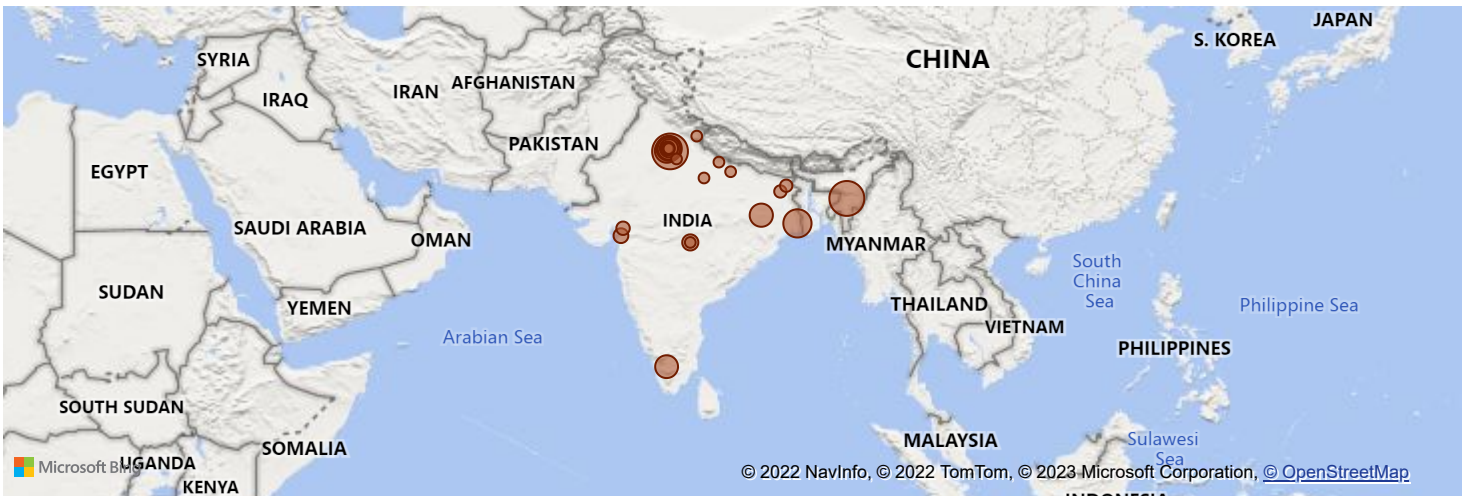 JAPAN
S. KOREA
CHINA
SYRIA
AFGHANISTAN
IRAN
IRAQ
PAKISTAN
EGYPT
INDIA
SAUDI ARABIA
OMAN
MYANMAR
South
China
Sea
SUDAN
YEMEN
THAILAND
Philippine Sea
VIETNAM
Arabian Sea
PHILIPPINES
SOUTH SUDAN
SOMALIA
MALAYSIA
Sulawesi
Sea
UGANDA
Microsoft Bing
© 2022 NavInfo, © 2022 TomTom, © 2023 Microsoft Corporation, © OpenStreetMap
KENYA
INDONESIA